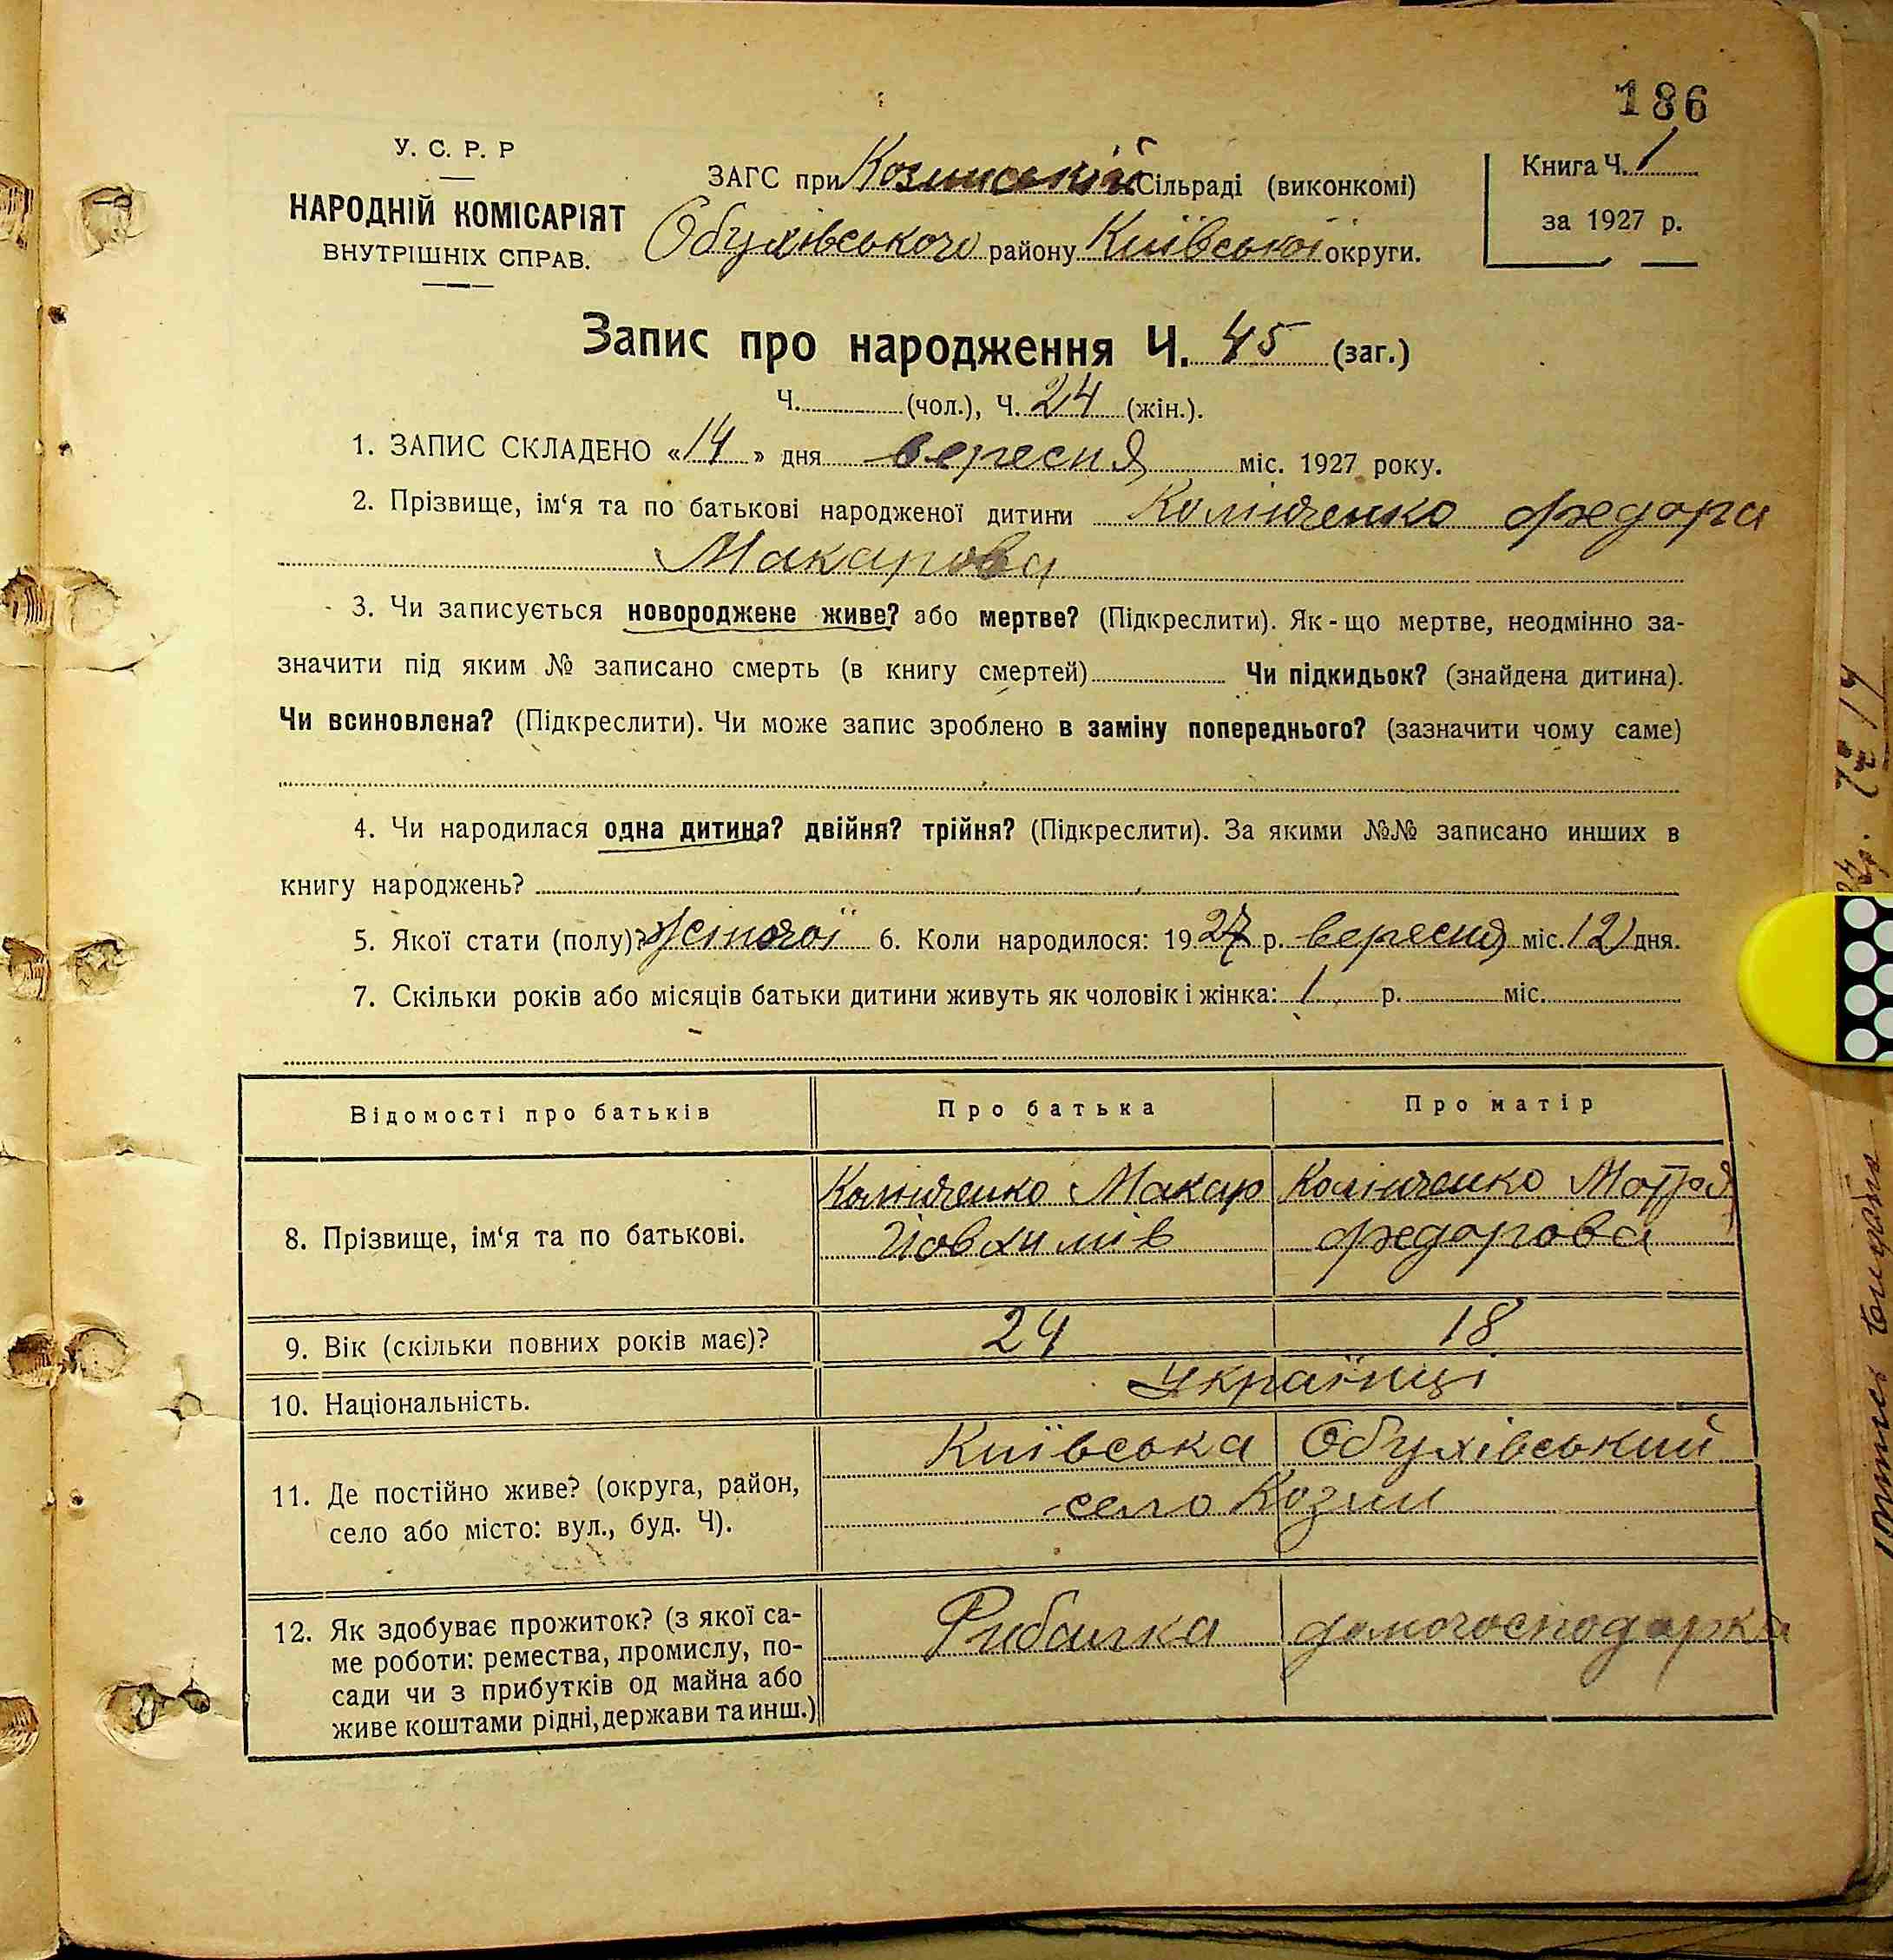 186
У. С. Р. Р
НАРОДНІЙ КОМІСАРІЯТ
ВНУТРІШНІХ СПРАВ.
ЗАГС при Козинській Сільраді (виконкомі)
Обухівського району Київської округи.
Книга Ч. 1
за 1927 р.
Запис про народження Ч. 45 (заг.)
Ч. (чол.), Ч. 24 (жін.).
1. ЗАПИС СКЛАДЕНО «14» дня вересня міс. 1927 року.
2. Прізвище, ім‘я та по батькові народженої дитини Калініченко Федора
Макарова
3. Чи записується новороджене живе? або мертве? (Підкреслити). Як-що мертве, неодмінно за-
значити під яким № записано смерть (в книгу смертей) Чи підкидьок? (знайдена дитина).
Чи всиновлена? (Підкреслити). Чи може запис зроблено в заміну попереднього? (зазначити чому саме)
4. Чи народилася одна дитина? двійня? трійня? (Підкреслити). За якими №№ записано инших в
книгу народжень?
5. Якої стати (полу)? жіночої 6. Коли народилося: 1927 р. вересня міс. 12 дня.
7. Скільки років або місяців батьки дитини живуть як чоловік і жінка: 1 р. міс.
Відомості про батьків Про батька Про матір
8. Прізвище, ім‘я та по батькові.
Макар
Йовхимів Федорова
9. Вік (скільки повних років має)? 24 18
10. Національність. Українці
11. Де постійно живе? (округа, район,
село або місто: вул., буд. Ч).
Київська Обухівський
село Козин
12. Як здобуває прожиток? (з якої са-
ме роботи: ремества, промислу, по-
сади чи з прибутків од майна або
живе коштами рідні, держави та инш.)
Рибалка домогосподарка